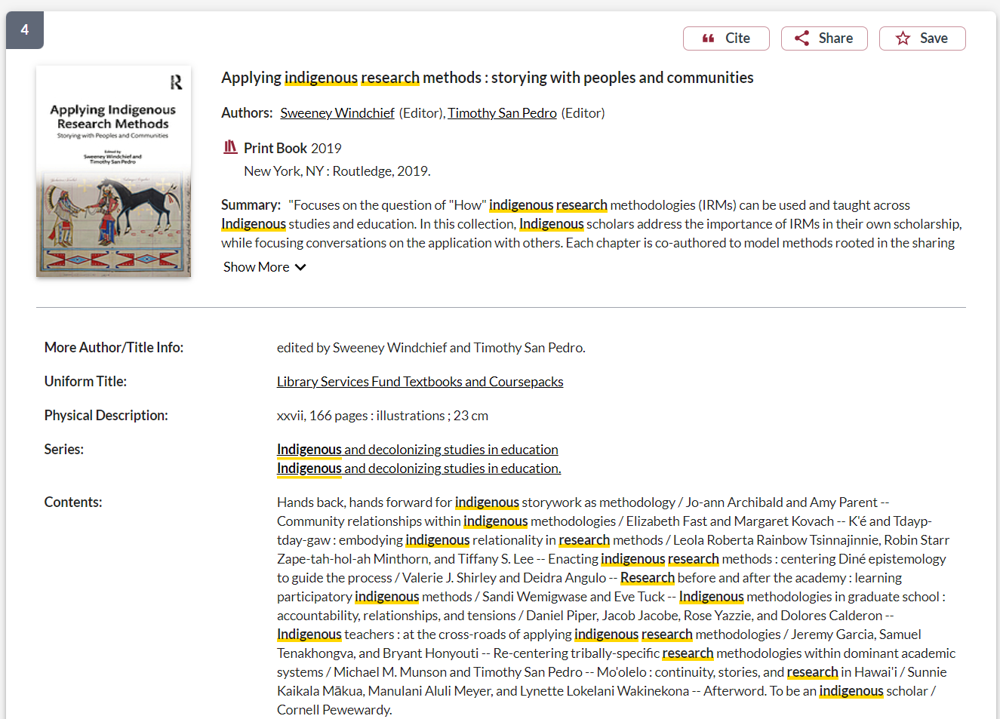 4
Cite
Share
Save
R
Applying Indigenous
Research Methods
Storying with Peoples and Communities
Edited by
Sweeney Windchief and
Timothy San Pedro
Applying indigenous research methods : storying with peoples and communities
Authors: Sweeney Windchief (Editor), Timothy San Pedro (Editor)
Print Book 2019
New York, NY : Routledge, 2019.
Summary: "Focuses on the question of "How" indigenous research methodologies (IRMs) can be used and taught across
Indigenous studies and education. In this collection, Indigenous scholars address the importance of IRMs in their own scholarship,
while focusing conversations on the application with others. Each chapter is co-authored to model methods rooted in the sharing
Show More
More Author/Title Info: edited by Sweeney Windchief and Timothy San Pedro.
Uniform Title: Library Services Fund Textbooks and Coursepacks
Physical Description: xxvii, 166 pages : illustrations ; 23 cm
Series: Indigenous and decolonizing studies in education
Indigenous and decolonizing studies in education.
Contents: Hands back, hands forward for indigenous storywork as methodology / Jo-ann Archibald and Amy Parent --
Community relationships within indigenous methodologies / Elizabeth Fast and Margaret Kovach -- K'é and Tdayp-
tday-gaw : embodying indigenous relationality in research methods / Leola Roberta Rainbow Tsinnajinnie, Robin Starr
Zape-tah-hol-ah Minthorn, and Tiffany S. Lee -- Enacting indigenous research methods : centering Diné epistemology
to guide the process / Valerie J. Shirley and Deidra Angulo -- Research before and after the academy : learning
participatory indigenous methods / Sandi Wemigwase and Eve Tuck -- Indigenous methodologies in graduate school :
accountability, relationships, and tensions / Daniel Piper, Jacob Jacobe, Rose Yazzie, and Dolores Calderon --
Indigenous teachers : at the cross-roads of applying indigenous research methodologies / Jeremy Garcia, Samuel
Tenakhongva, and Bryant Honyouti -- Re-centering tribally-specific research methodologies within dominant academic
systems / Michael M. Munson and Timothy San Pedro -- Mo'olelo : continuity, stories, and research in Hawai'i / Sunnie
Kaikala Mākua, Manulani Aluli Meyer, and Lynette Lokelani Wakinekona -- Afterword. To be an indigenous scholar /
Cornell Pewewardy.